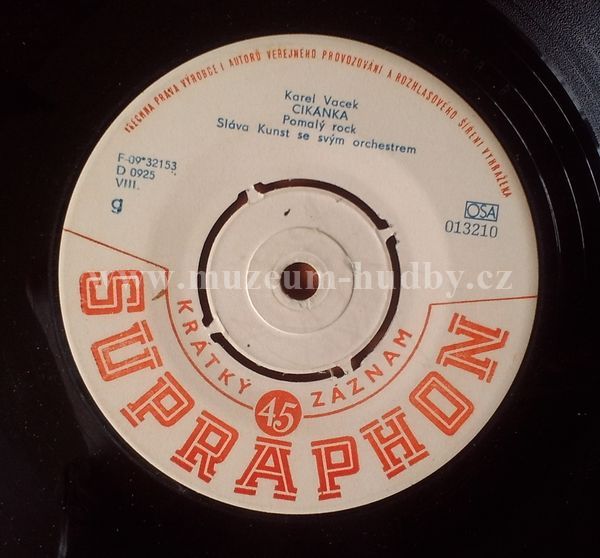 VŠECHNA PRÁVA VÝROBCE I AUTORŮ VEŘEJNÉHO PROVOZOVÁNÍ A ROZHLASOVÉHO ŠÍŘENÍ VYHRAŽENA
Karel Vacek
CIKÁNKA
Pomalý rock
Sláva Kunst se svým orchestrem
F-09*32153
D 0925
VIII.
g
OSA
013210
www.muzeum-hudby.cz
KRÁTKÝ 45 ZÁZNAM
SUPRAPHON